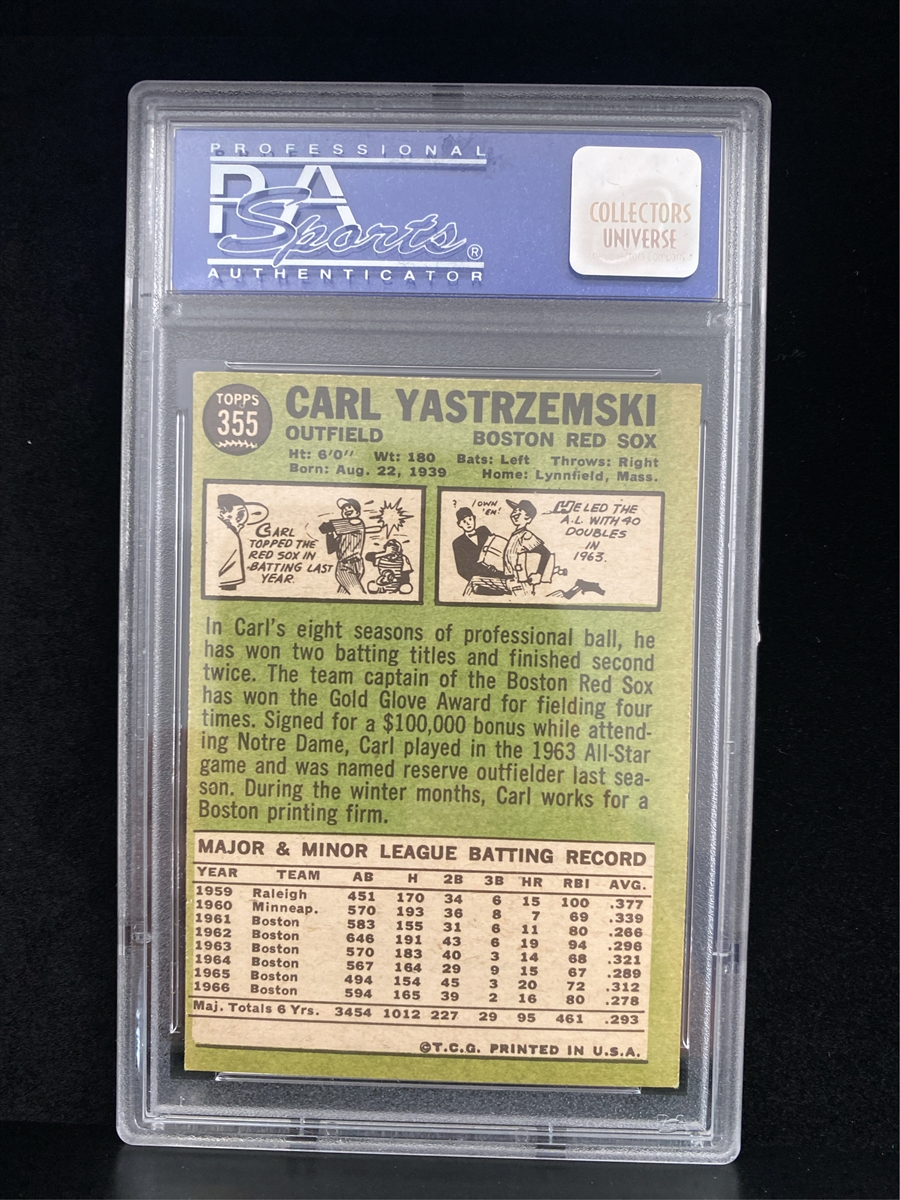 PROFESSIONAL
PSA
Sports®
AUTHENTICATOR
COLLECTORS
UNIVERSE
TOPPS
355
CARL YASTRZEMSKI
OUTFIELD BOSTON RED SOX
Ht: 6'0" Wt: 180 Bats: Left Throws: Right
Born: Aug. 22, 1939 Home: Lynnfield, Mass.
CARL
TOPPED THE
RED SOX IN
BATTING LAST
YEAR.
?
I OWN
'EM!
HE LED THE
A.L. WITH 40
DOUBLES
IN
1963.
In Carl's eight seasons of professional ball, he
has won two batting titles and finished second
twice. The team captain of the Boston Red Sox
has won the Gold Glove Award for fielding four
times. Signed for a $100,000 bonus while attend-
ing Notre Dame, Carl played in the 1963 All-Star
game and was named reserve outfielder last sea-
son. During the winter months, Carl works for a
Boston printing firm.
MAJOR & MINOR LEAGUE BATTING RECORD
YEAR TEAM AB H 2B 3B HR RBI AVG.
1959 Raleigh 451 170 34 6 15 100 .377
1960 Minneap. 570 193 36 8 7 69 .339
1961 Boston 583 155 31 6 11 80 .266
1962 Boston 646 191 43 6 19 94 .296
1963 Boston 570 183 40 3 14 68 .321
1964 Boston 567 164 29 9 15 67 .289
1965 Boston 494 154 45 3 20 72 .312
1966 Boston 594 165 39 2 16 80 .278
Maj. Totals 6 Yrs. 3454 1012 227 29 95 461 .293
©T.C.G. PRINTED IN U.S.A.